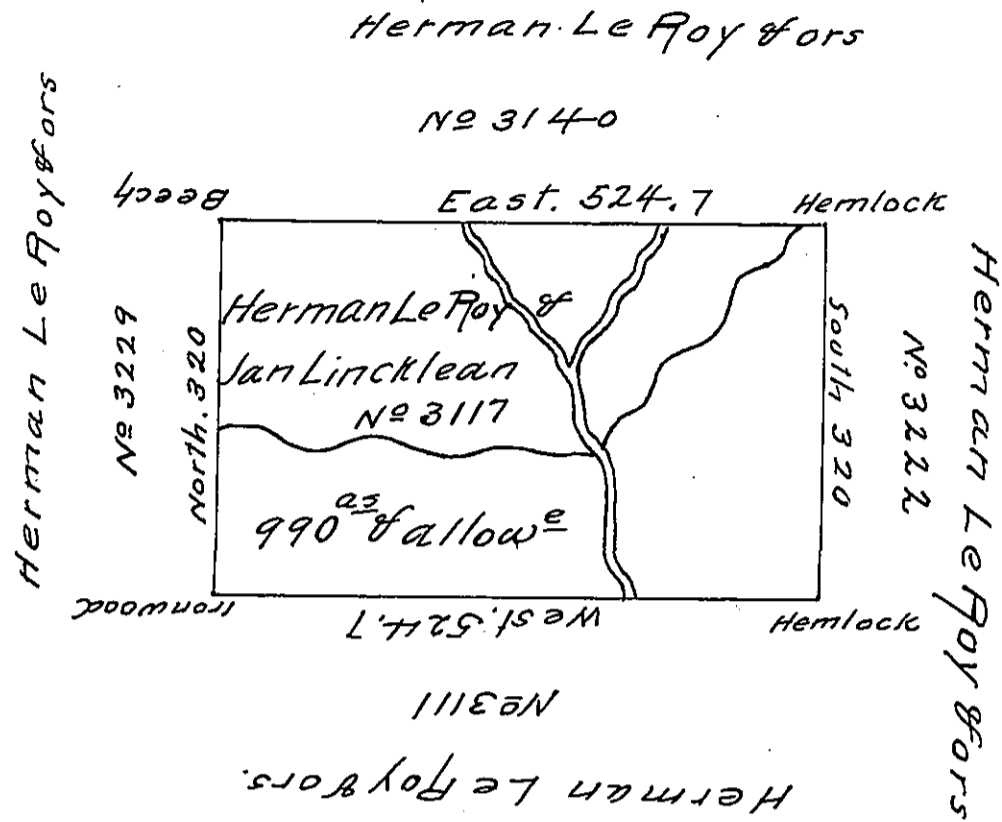 Herman Le Roy & ors
Nº 3140
Herman Le Roy & ors
Nº 3229
Beech
East. 524.7
Hemlock
North. 320
Herman Le Roy &
Jan Lincklean
Nº 3117
990 as & allowe
South 320
Nº 3222
Herman Le Roy & ors
Ironwood
West. 524.7
Hemlock
Nº 3111
Herman Le Roy & ors.